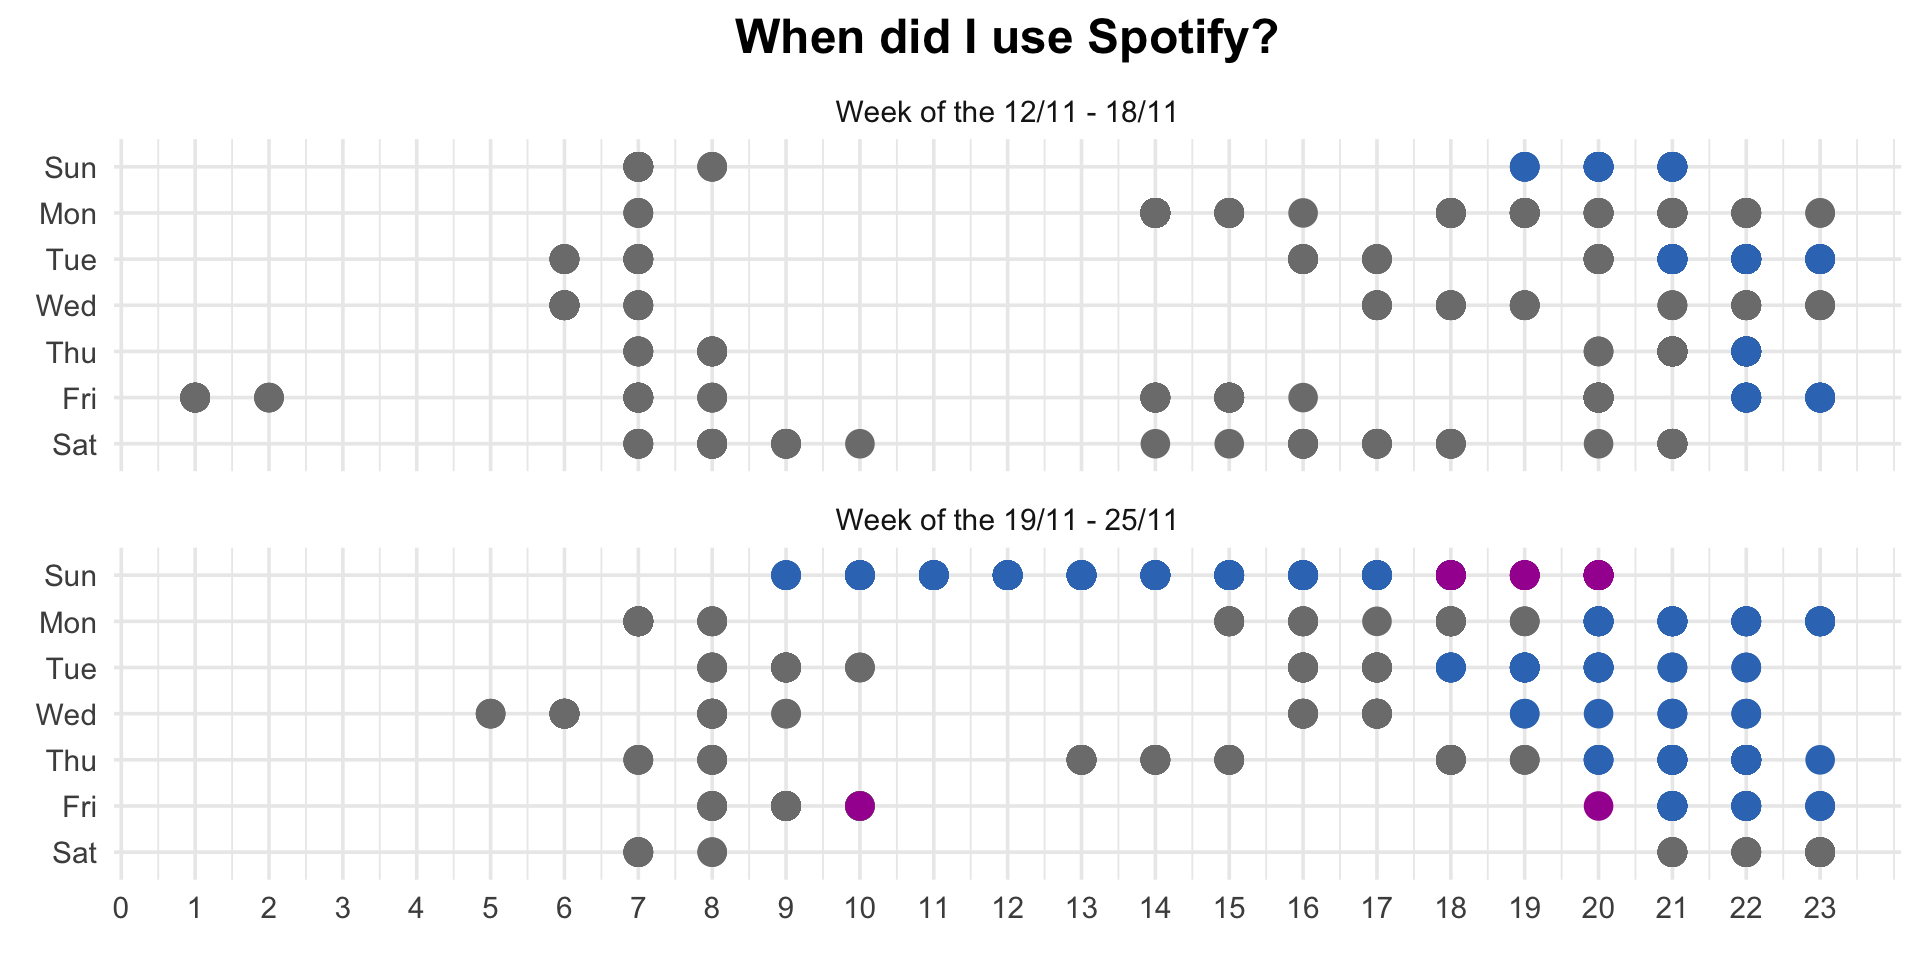 When did I use Spotify?
Week of the 12/11 - 18/11
Sun
Mon
Tue
Wed
Thu
Fri
Sat
Week of the 19/11 - 25/11
Sun
Mon
Tue
Wed
Thu
Fri
Sat
0 1 2 3 4 5 6 7 8 9 10 11 12 13 14 15 16 17 18 19 20 21 22 23